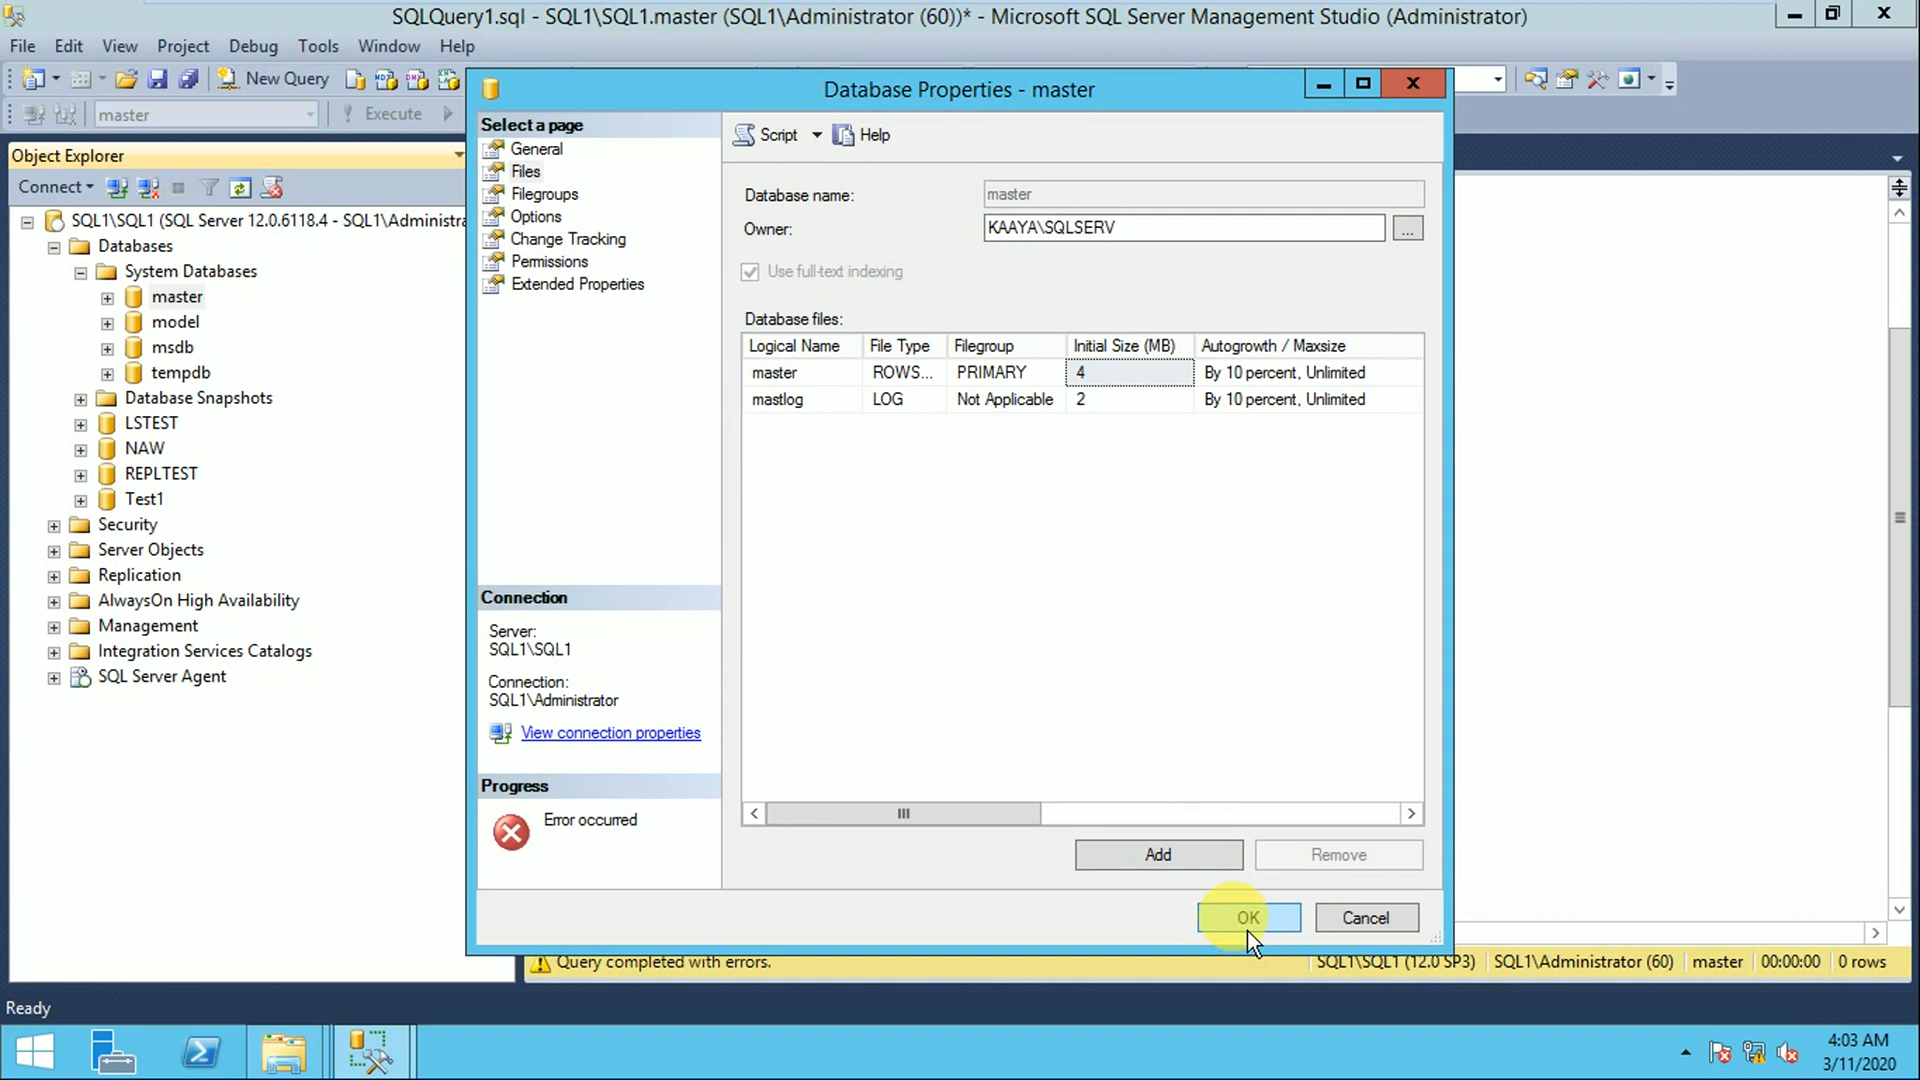 SQLQuery1.sql - SQL1\SQL1.master (SQL1\Administrator (60))* - Microsoft SQL Server Management Studio (Administrator)
File Edit View Project Debug Tools Window Help
New Query
master
Execute
Object Explorer
Connect
SQL1\SQL1 (SQL Server 12.0.6118.4 - SQL1\Administra
Databases
System Databases
master
model
msdb
tempdb
Database Snapshots
LSTEST
NAW
REPLTEST
Test1
Security
Server Objects
Replication
AlwaysOn High Availability
Management
Integration Services Catalogs
SQL Server Agent
Database Properties - master
Select a page
General
Files
Filegroups
Options
Change Tracking
Permissions
Extended Properties
Connection
Server:
SQL1\SQL1
Connection:
SQL1\Administrator
View connection properties
Progress
Error occurred
Script Help
Database name: master
Owner: KAAYA\SQLSERV ...
Use full-text indexing
Database files:
Logical Name File Type Filegroup Initial Size (MB) Autogrowth / Maxsize
master ROWS... PRIMARY 4 By 10 percent, Unlimited
mastlog LOG Not Applicable 2 By 10 percent, Unlimited
Add Remove
OK Cancel
Query completed with errors. SQL1\SQL1 (12.0 SP3) SQL1\Administrator (60) master 00:00:00 0 rows
Ready
4:03 AM
3/11/2020